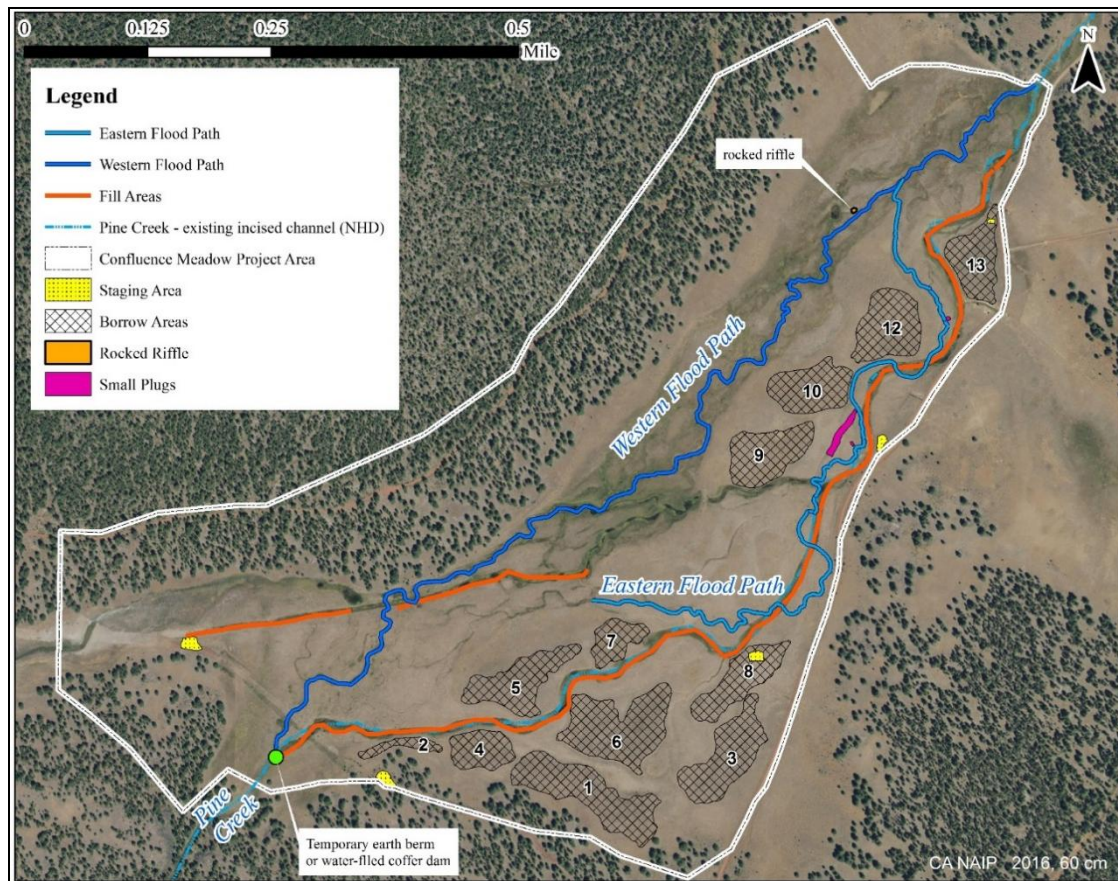 0
0.125
0.25
0.5
Mile
N
Legend
Eastern Flood Path
Western Flood Path
Fill Areas
Pine Creek - existing incised channel (NHD)
Confluence Meadow Project Area
Staging Area
Borrow Areas
Rocked Riffle
Small Plugs
rocked riffle
13
12
10
9
Western Flood Path
Eastern Flood Path
7
8
5
6
3
2
4
1
Pine
Creek
Temporary earth berm
or water-flled coffer dam
CA NAIP 2016, 60 cm